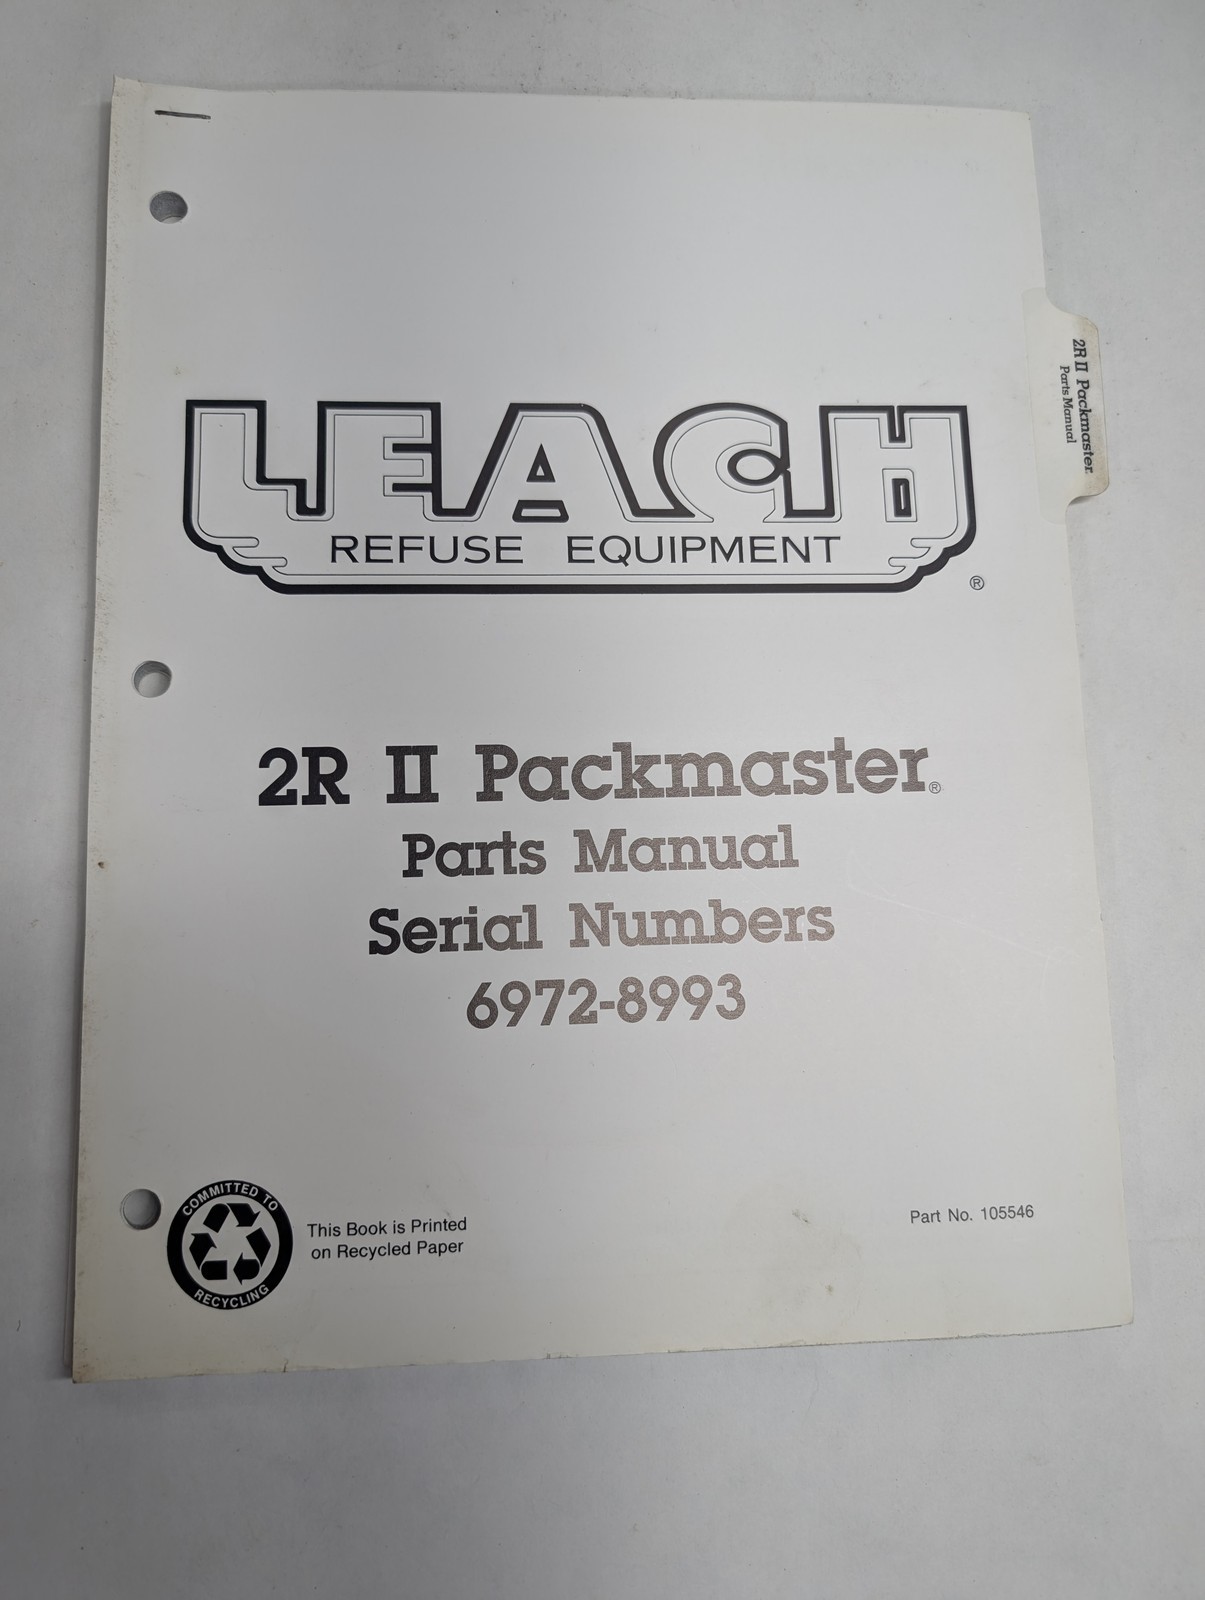 LEACH
REFUSE EQUIPMENT
®
2R II Packmaster®
Parts Manual
Serial Numbers
6972-8993
2R II Packmaster
Parts Manual
COMMITTED TO
RECYCLING
This Book is Printed
on Recycled Paper
Part No. 105546